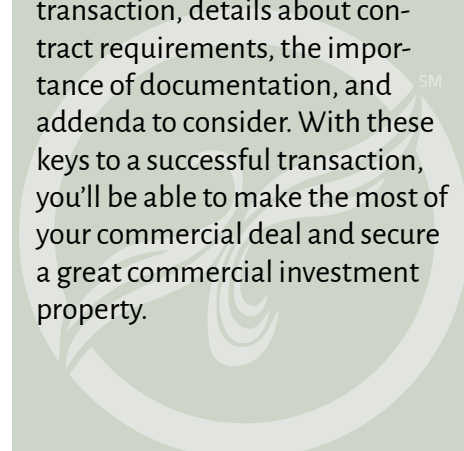 transaction, details about con-
tract requirements, the impor-
tance of documentation, and
addenda to consider. With these
keys to a successful transaction,
you'll be able to make the most of
your commercial deal and secure
a great commercial investment
property.
SM